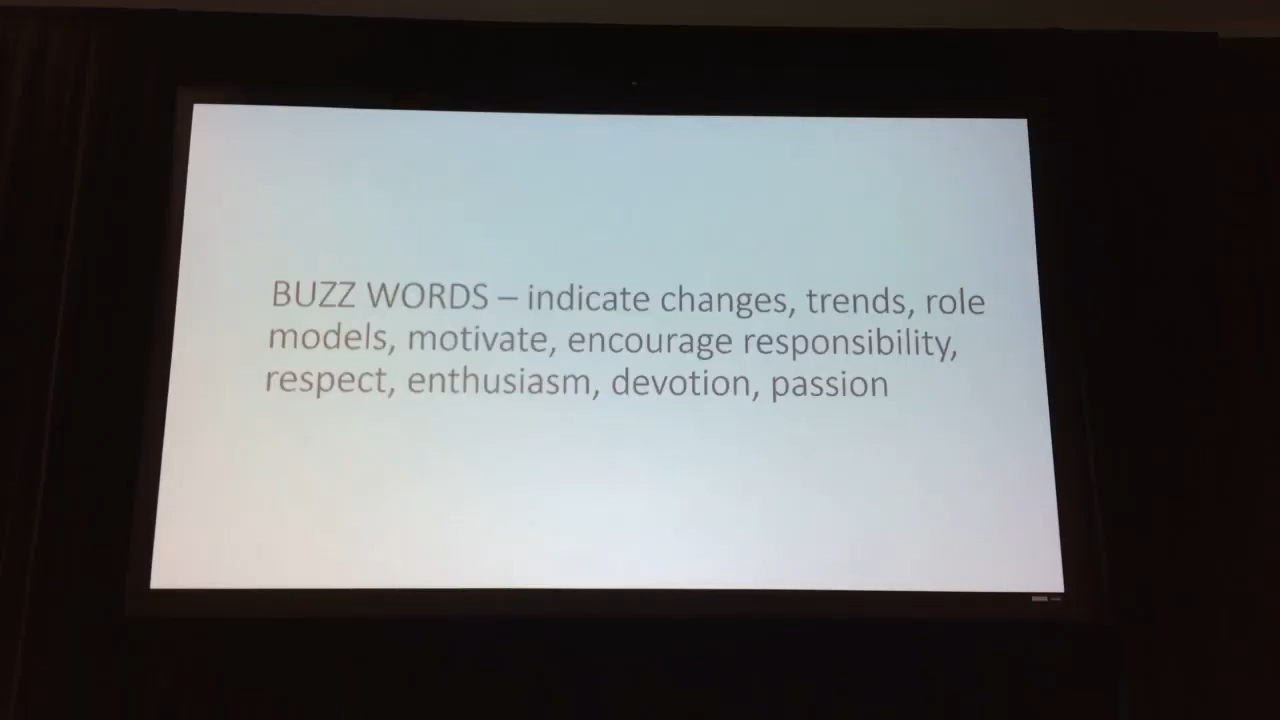 BUZZ WORDS – indicate changes, trends, role
models, motivate, encourage responsibility,
respect, enthusiasm, devotion, passion